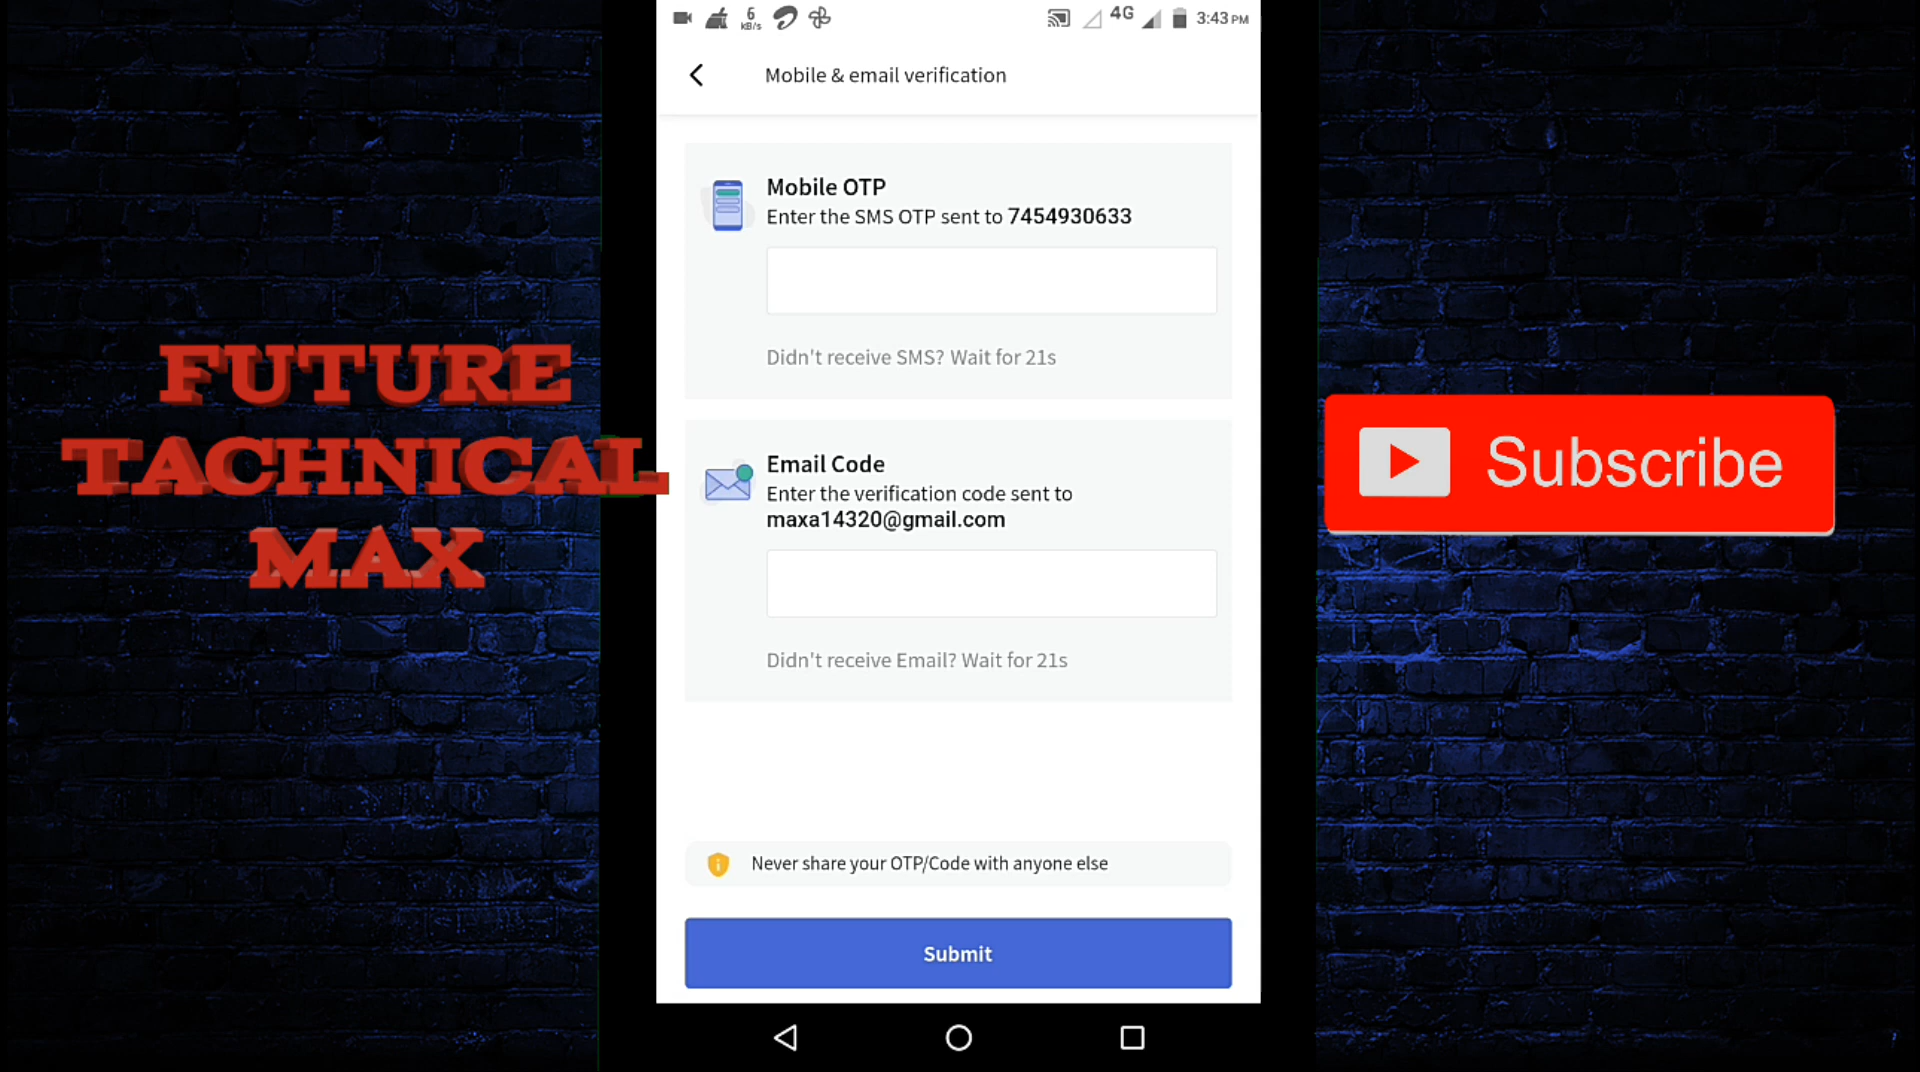 6
kB/s
4G
3:43 PM
Mobile & email verification
Mobile OTP
Enter the SMS OTP sent to 7454930633
Didn't receive SMS? Wait for 21s
FUTURE
TACHNICAL
MAX
Email Code
Enter the verification code sent to
maxa14320@gmail.com
Didn't receive Email? Wait for 21s
Subscribe
Never share your OTP/Code with anyone else
Submit